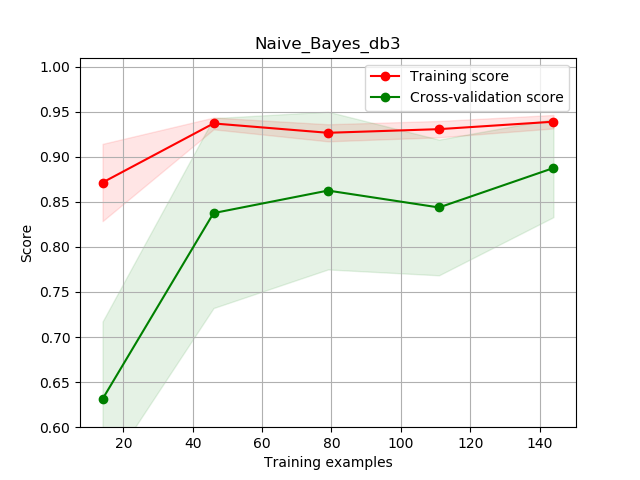 Naive_Bayes_db3
1.00
0.95
0.90
0.85
0.80
0.75
0.70
0.65
0.60
Score
Training score
Cross-validation score
20 40 60 80 100 120 140
Training examples